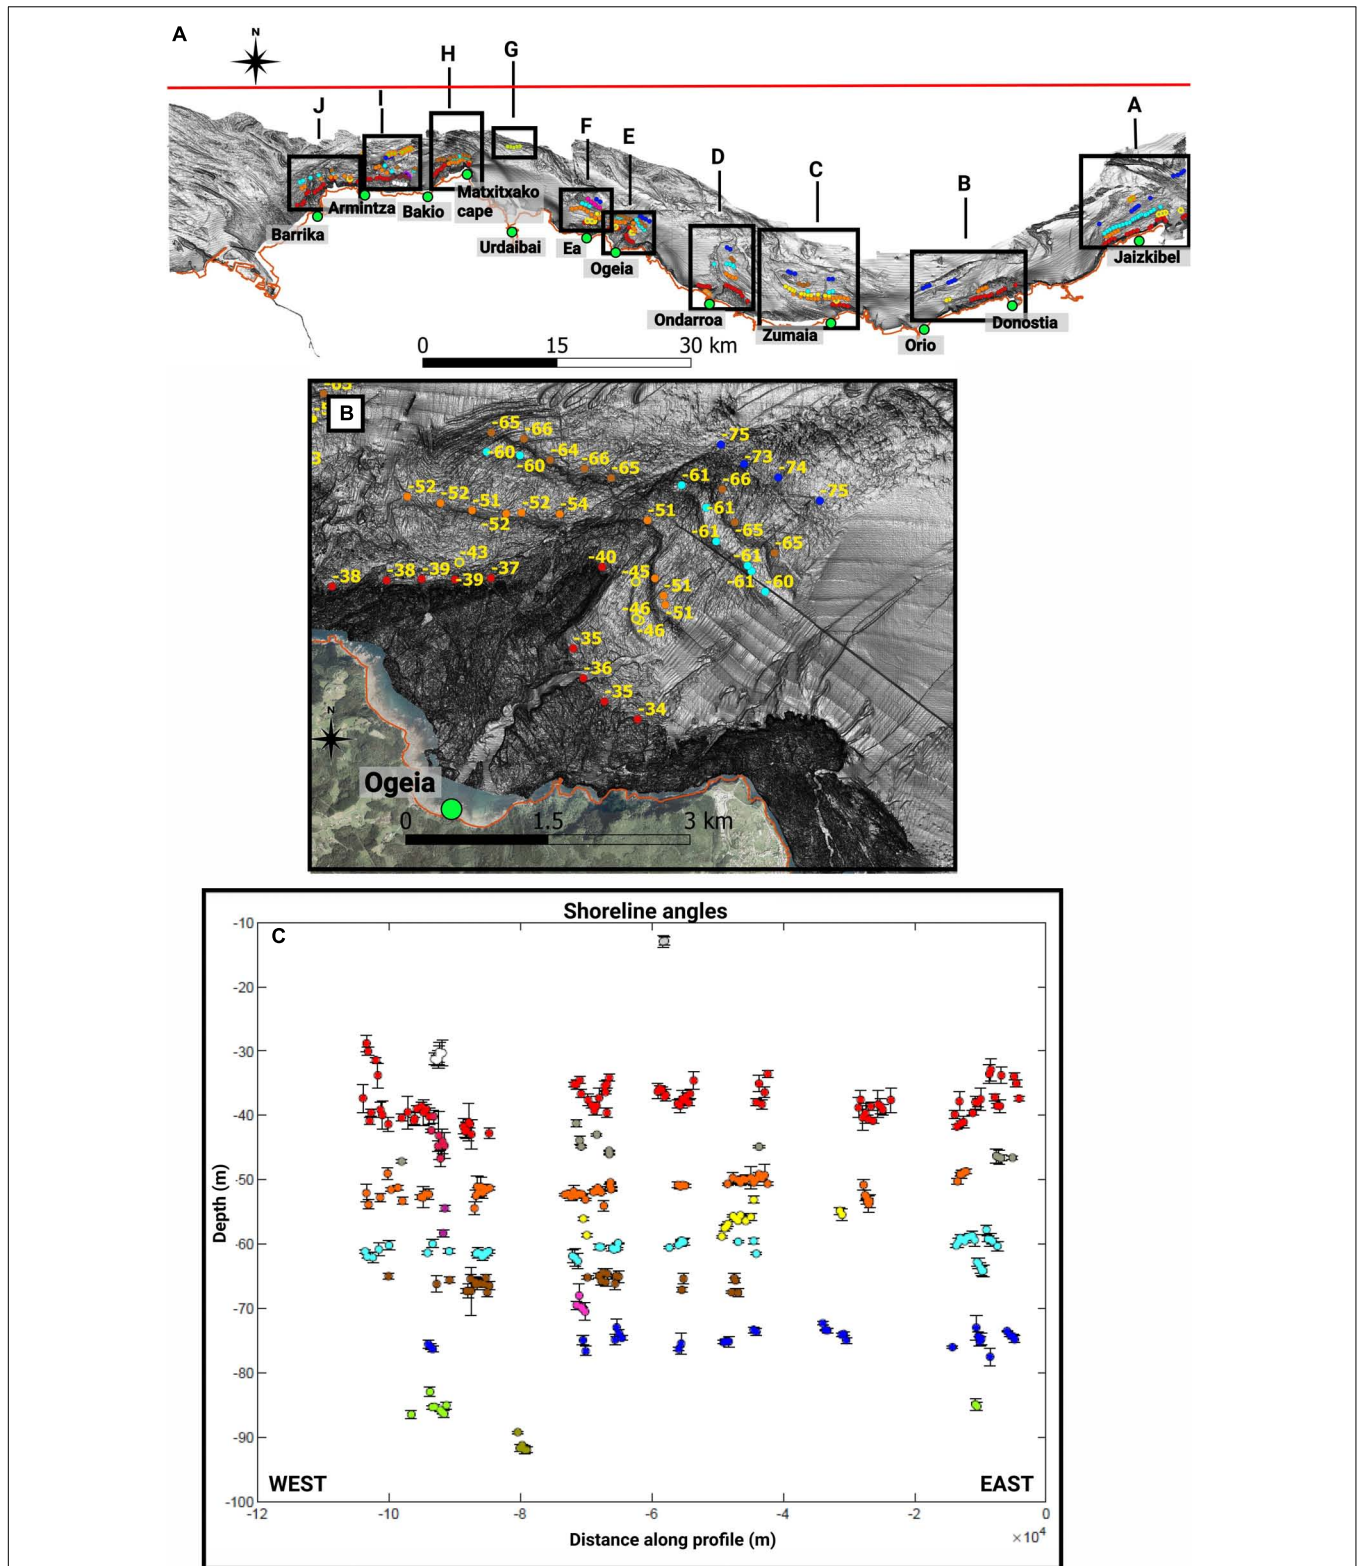 A
N
H
G
J
I
F
E
D
C
B
A
Barrika
Armintza
Bakio
Matxitxako
cape
Urdaibai
Ea
Ogeia
Ondarroa
Zumaia
Orio
Donostia
Jaizkibel
0 15 30 km
B
-65 -66
-60 -60 -64 -66 -65
-75 -73 -74 -75
-61 -66
-61 -65
-61 -65
-61
-61 -60
-52 -52 -51 -52 -52 -54 -51
-43
-38 -38 -39 -39 -37 -40
-45 -51
-46 -51
-46
-35
-36
-35
-34
3
N
Ogeia
0 1.5 3 km
Shoreline angles
C
-10
-20
-30
-40
-50
-60
-70
-80
-90
-100
Depth (m)
WEST EAST
-12 -10 -8 -6 -4 -2 0
Distance along profile (m)
×10⁴